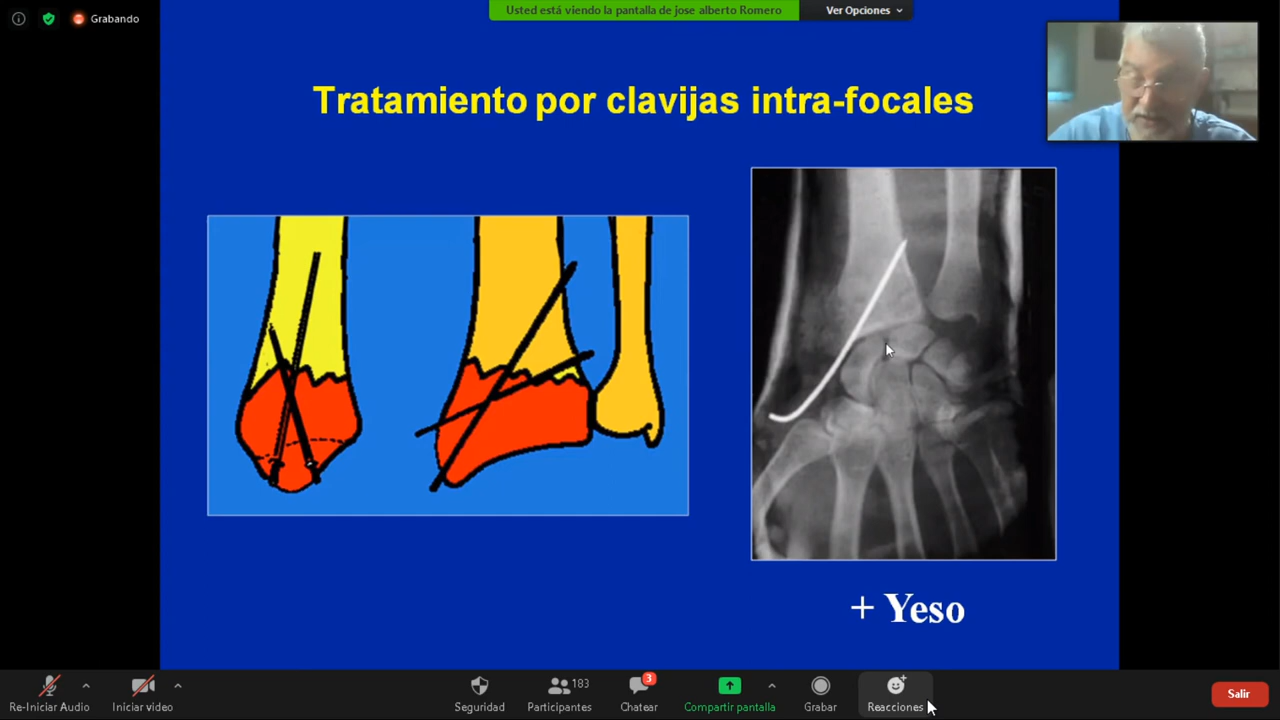 Grabando
Usted está viendo la pantalla de jose alberto Romero
Ver Opciones
Tratamiento por clavijas intra-focales
+ Yeso
Re-Iniciar Audio
Iniciar video
Seguridad
183
Participantes
3
Chatear
Compartir pantalla
Grabar
Reacciones
Salir